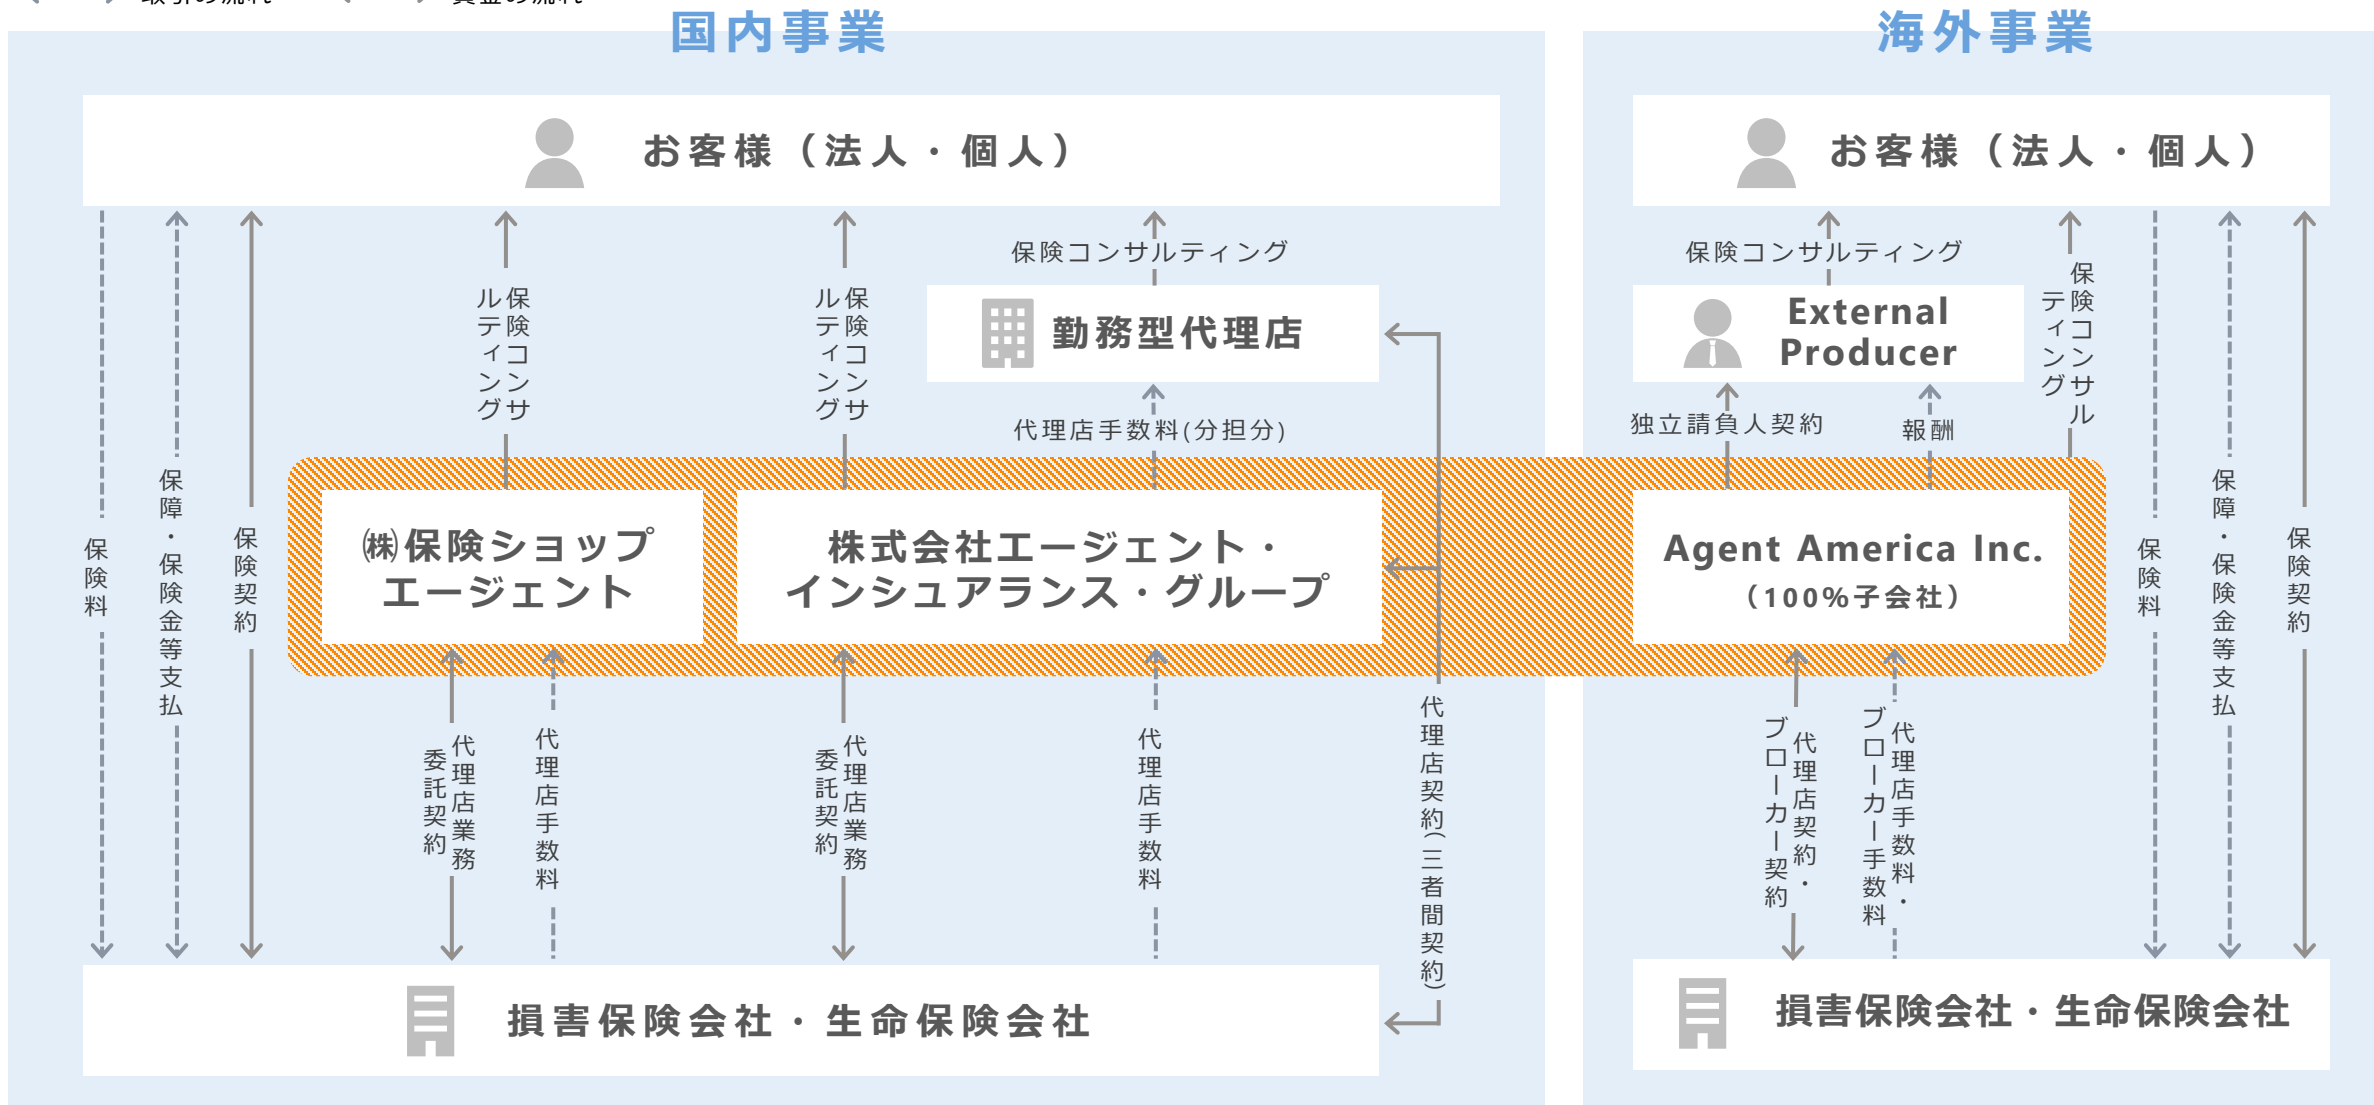 取引の流れ
資金の流れ
国内事業
海外事業
お客様（法人・個人）
お客様（法人・個人）
保険コンサルティング
保険コンサルティング
保険コンサ
ルティング
保険コンサ
ルティング
保険コンサル
ティング
勤務型代理店
External
Producer
代理店手数料(分担分)
独立請負人契約
報酬
保険料
保障・保険金等支払
保険契約
㈱保険ショップ
エージェント
株式会社エージェント・
インシュアランス・グループ
Agent America Inc.
（100%子会社）
保険料
保障・保険金等支払
保険契約
代理店業務
委託契約
代理店手数料
代理店業務
委託契約
代理店手数料
代理店契約(三者間契約)
代理店契約・
ブローカー契約
代理店手数料・
ブローカー手数料
損害保険会社・生命保険会社
損害保険会社・生命保険会社